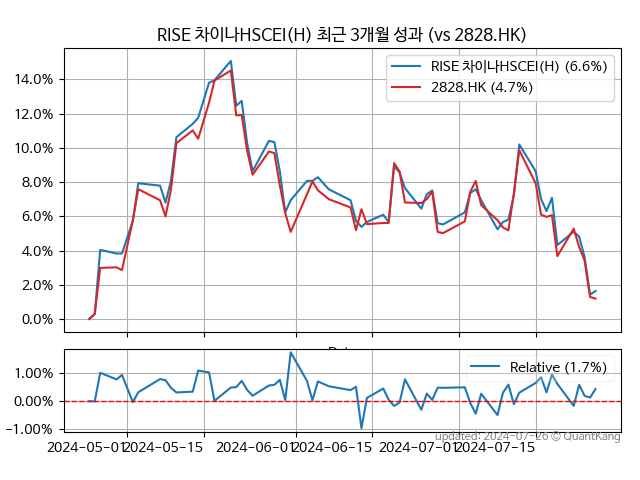 RISE 차이나HSCEI(H) 최근 3개월 성과 (vs 2828.HK)
RISE 차이나HSCEI(H) (6.6%)
2828.HK (4.7%)
14.0%
12.0%
10.0%
8.0%
6.0%
4.0%
2.0%
0.0%
Relative (1.7%)
1.00%
0.00%
−1.00%
updated: 2024-07-26 © QuantKang
2024-05-01 2024-05-15 2024-06-01 2024-06-15 2024-07-01 2024-07-15